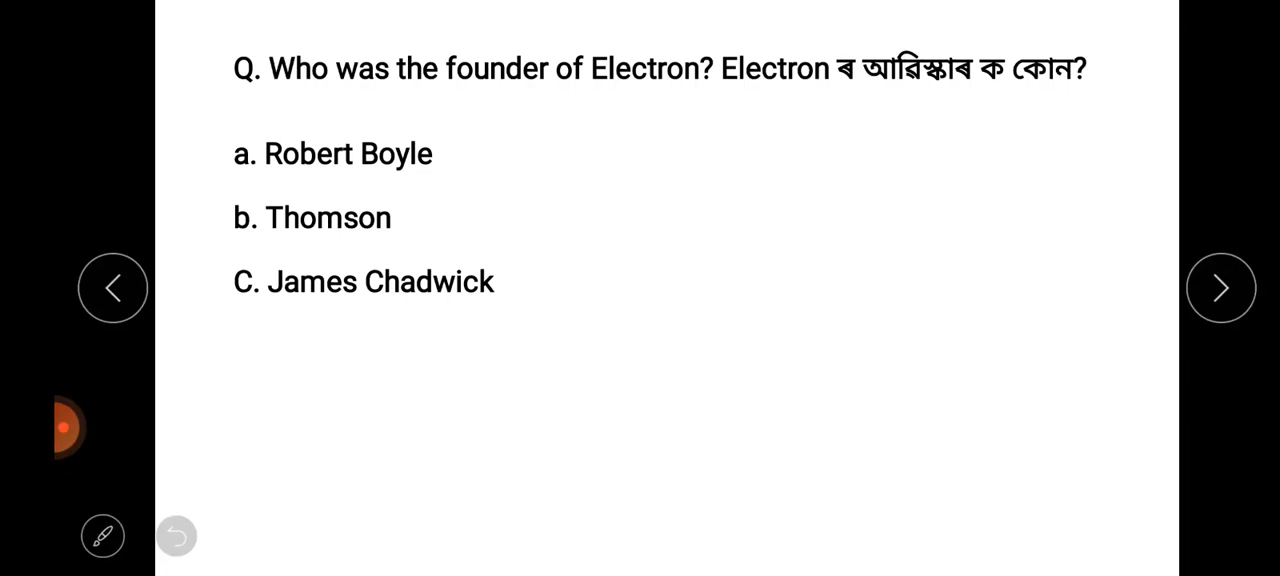 Q. Who was the founder of Electron? Electron ৰ আৱিস্কাৰ ক কোন?
a. Robert Boyle
b. Thomson
C. James Chadwick